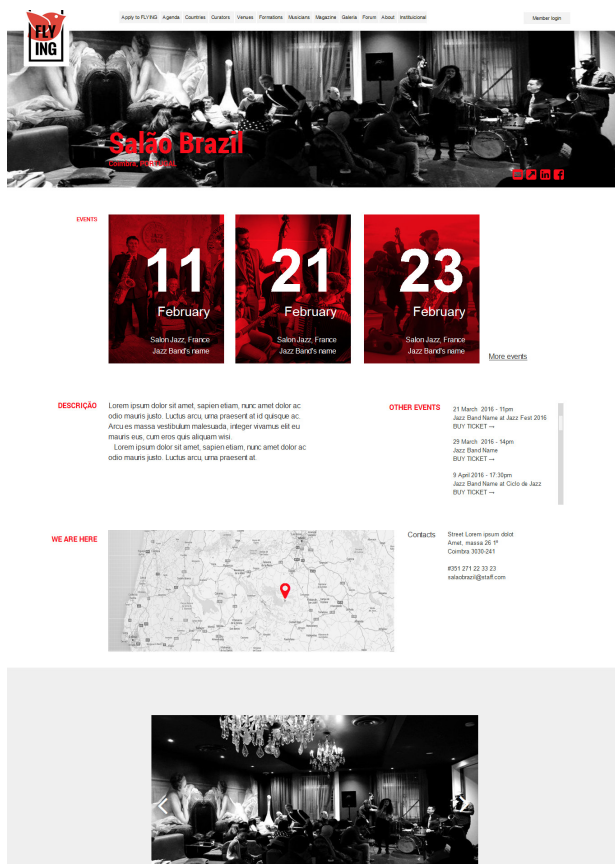 FLY
ING
Apply to FLYING Agenda Countries Curators Venues Formations Musicians Magazine Galeria Forum About Institucional
Member login
Salão Brazil
Coimbra, PORTUGAL
EVENTS
11
February
Salon Jazz, France
Jazz Band's name
21
February
Salon Jazz, France
Jazz Band's name
23
February
Salon Jazz, France
Jazz Band's name
More events
DESCRIÇÃO
Lorem ipsum dolor sit amet, sapien etiam, nunc amet dolor ac
odio mauris justo. Luctus arcu, urna praesent at id quisque ac.
Arcu es massa vestibulum malesuada, integer vivamus elit eu
mauris eus, cum eros quis aliquam wisi.
Lorem ipsum dolor sit amet, sapien etiam, nunc amet dolor ac
odio mauris justo. Luctus arcu, urna praesent at.
OTHER EVENTS
21 March 2016 - 11pm
Jazz Band Name at Jazz Fest 2016
BUY TICKET →
29 March 2016 - 14pm
Jazz Band Name
BUY TICKET →
9 April 2016 - 17:30pm
Jazz Band Name at Ciclo de Jazz
BUY TICKET →
WE ARE HERE
Contacts
Street Lorem ipsum dolot
Amet, massa 26 1º
Coimbra 3030-241
#351 271 22 33 23
salaobrazil@staff.com